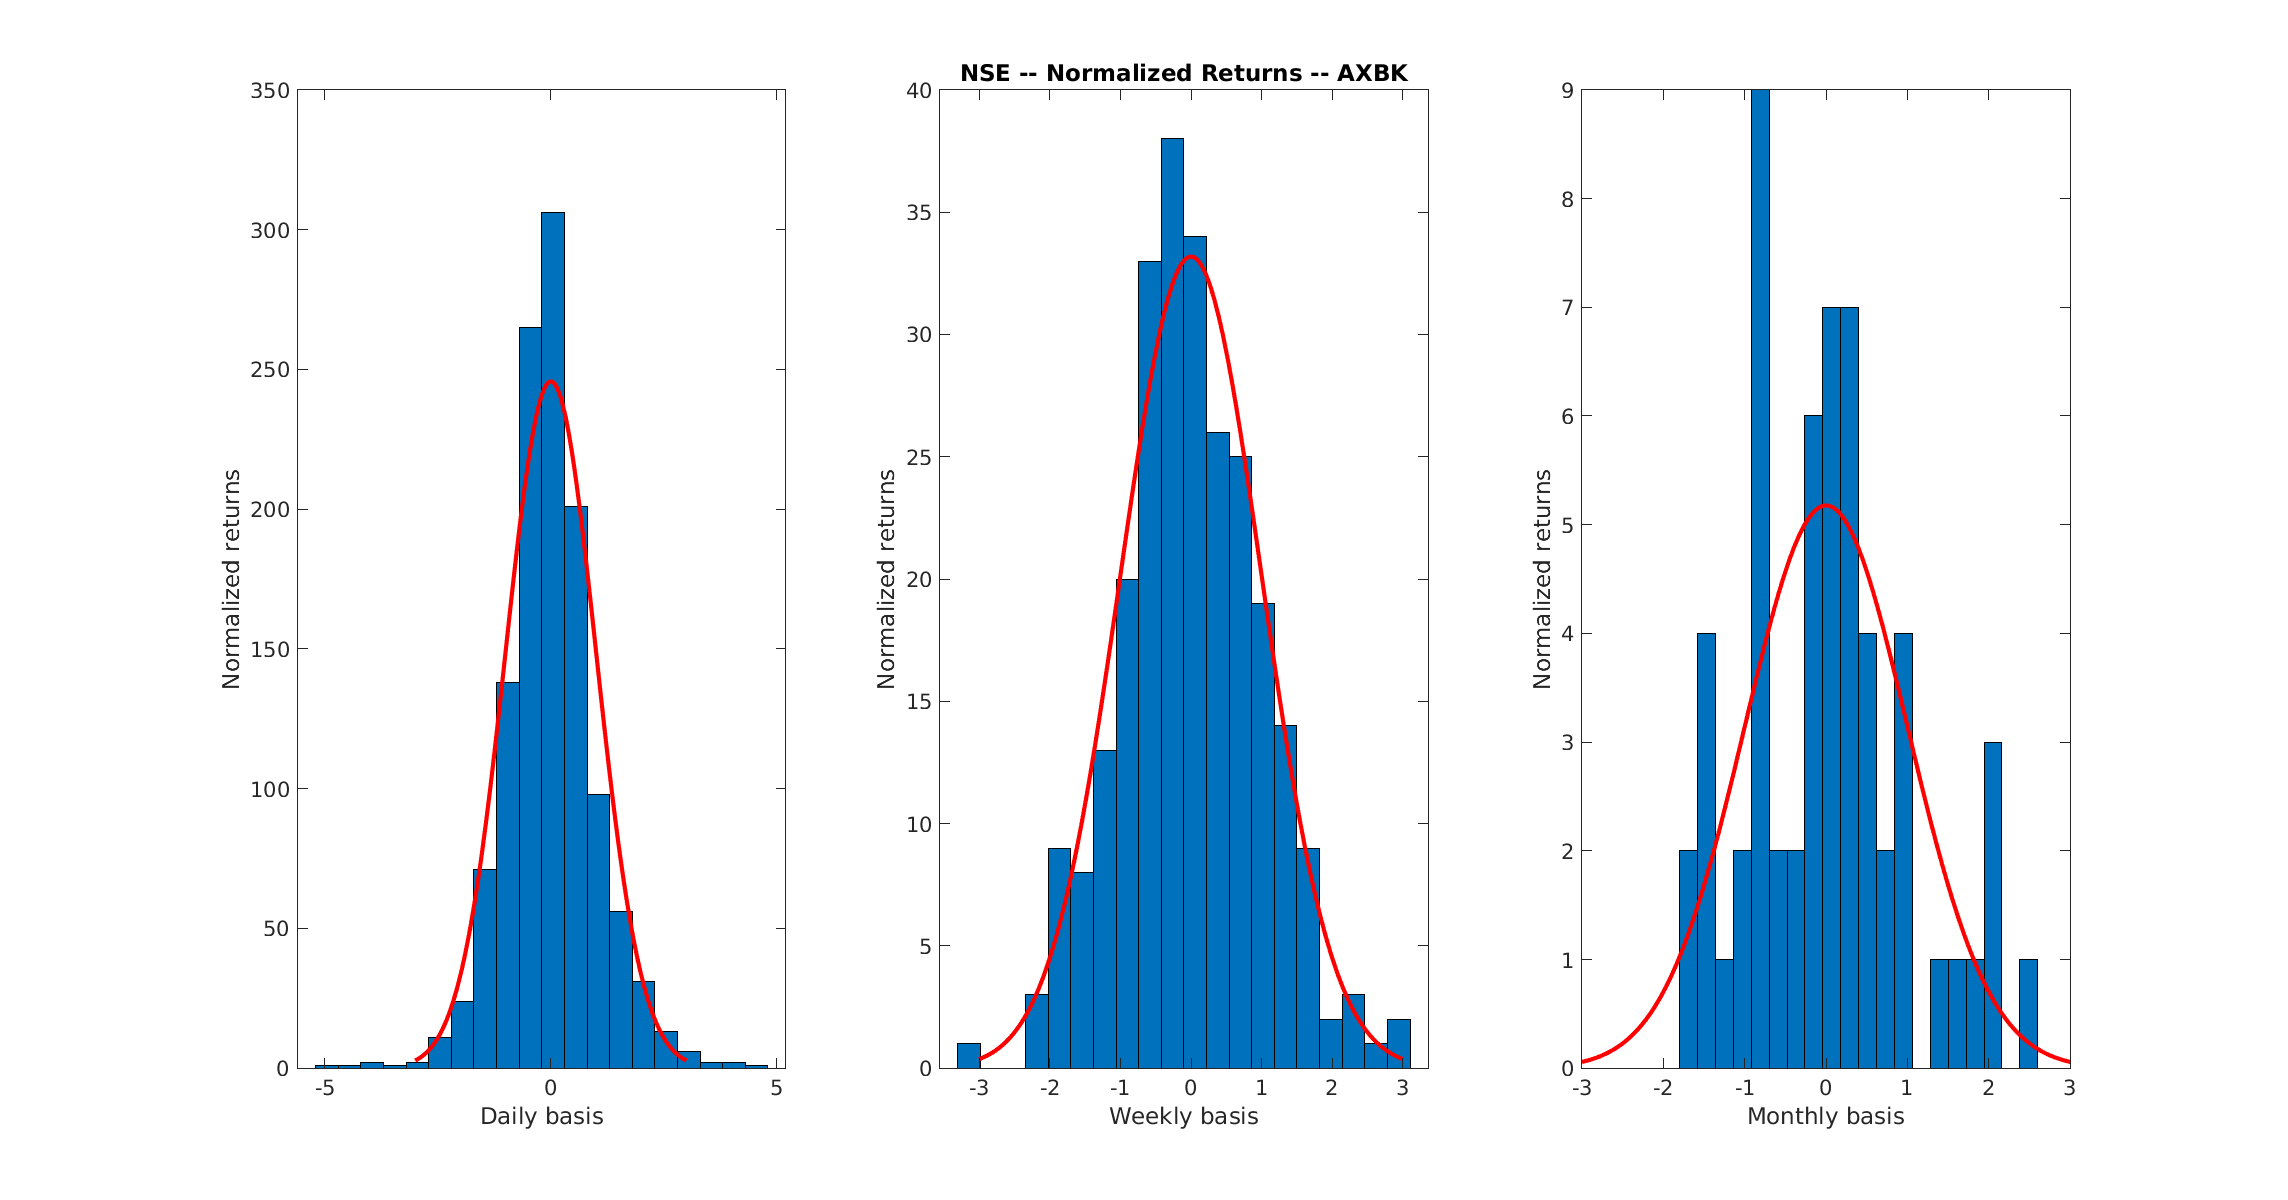 NSE -- Normalized Returns -- AXBK
350
300
250
200
150
100
50
0
Normalized returns
-5 0 5
Daily basis
40
35
30
25
20
15
10
5
0
Normalized returns
-3 -2 -1 0 1 2 3
Weekly basis
9
8
7
6
5
4
3
2
1
0
Normalized returns
-3 -2 -1 0 1 2 3
Monthly basis